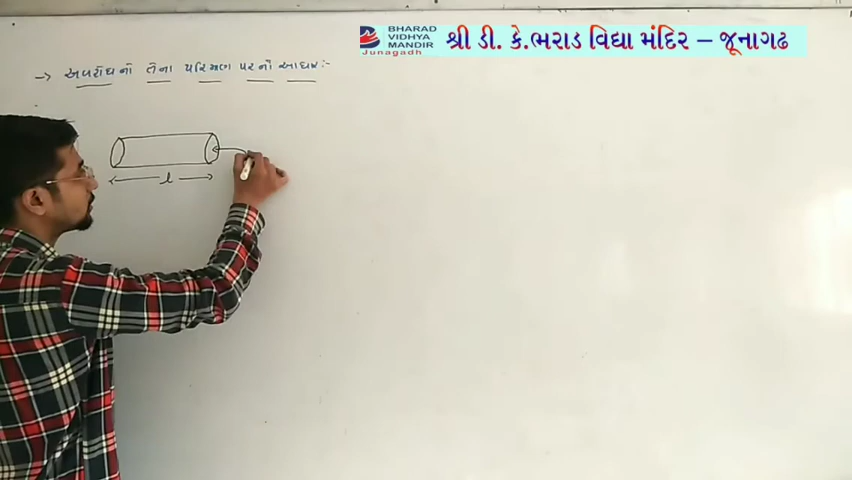 BHARAD
VIDHYA
MANDIR
Junagadh
શ્રી ડી. કે.ભરાડ વિદ્યા મંદિર – જૂનાગઢ
→ અવરોધનો તેના પરિમાણ પરનો આધાર :-
l